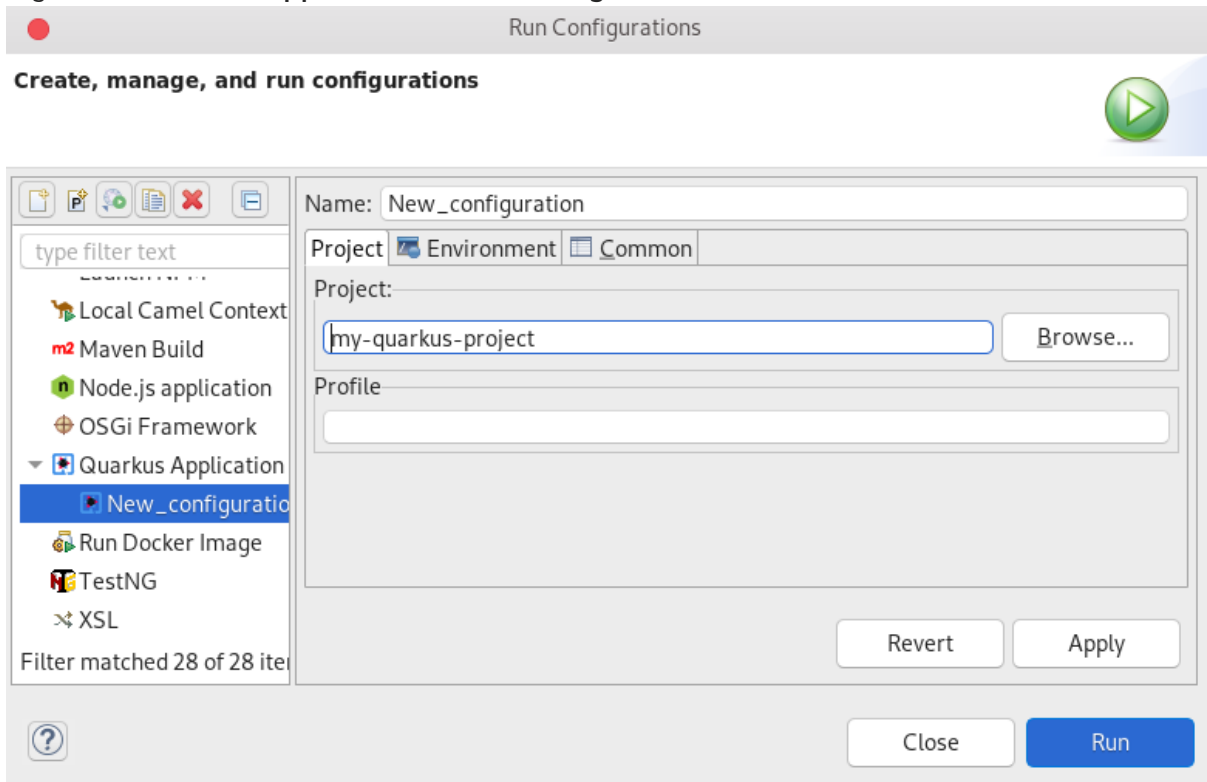 Run Configurations
Create, manage, and run configurations
Name: New_configuration
type filter text
Project Environment Common
Project:
my-quarkus-project
Browse...
Profile
Local Camel Context
m2 Maven Build
n Node.js application
OSGi Framework
Quarkus Application
New_configuratio
Run Docker Image
TestNG
XSL
Filter matched 28 of 28 iter
Revert
Apply
?
Close
Run